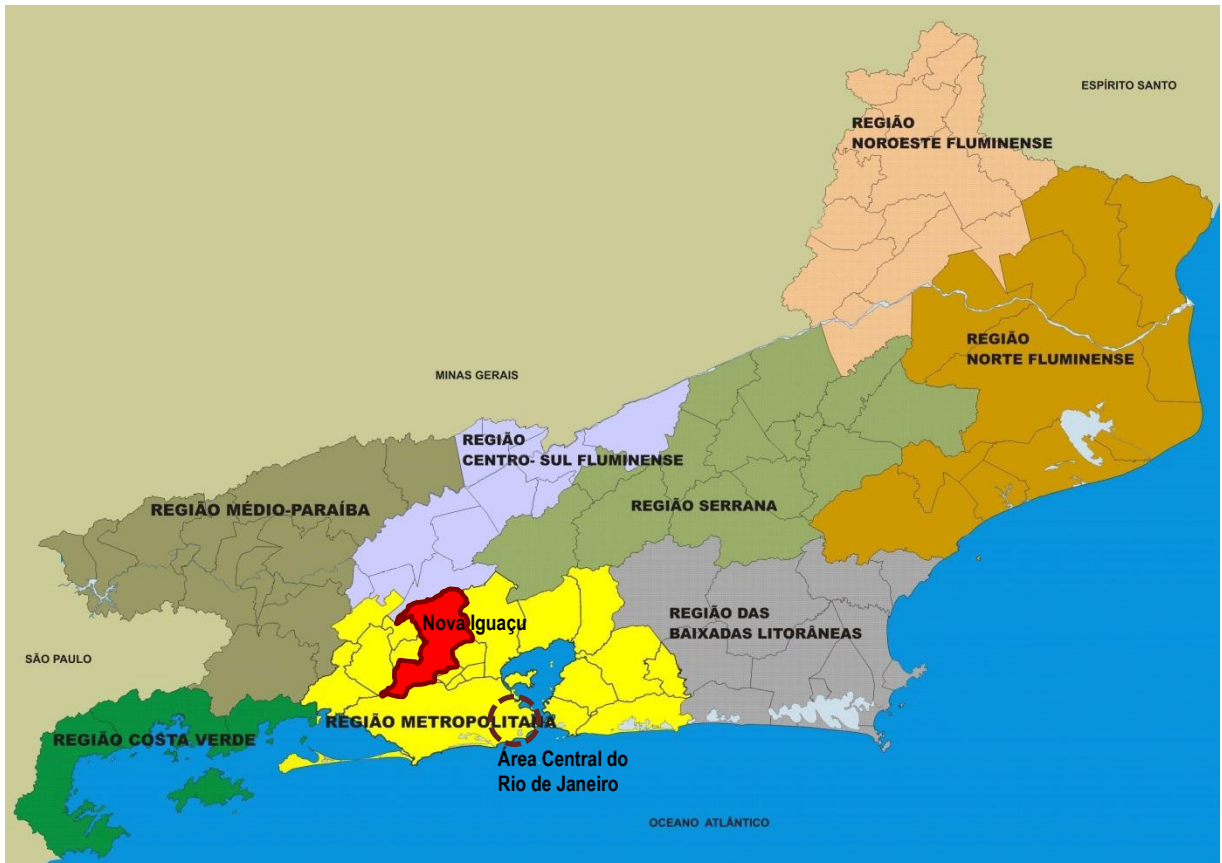 ESPÍRITO SANTO
REGIÃO
NOROESTE FLUMINENSE
REGIÃO
NORTE FLUMINENSE
MINAS GERAIS
REGIÃO
CENTRO- SUL FLUMINENSE
REGIÃO MÉDIO-PARAÍBA
REGIÃO SERRANA
Nova Iguaçu
REGIÃO DAS
BAIXADAS LITORÂNEAS
SÃO PAULO
REGIÃO METROPOLITANA
REGIÃO COSTA VERDE
Área Central do
Rio de Janeiro
OCEANO ATLÂNTICO